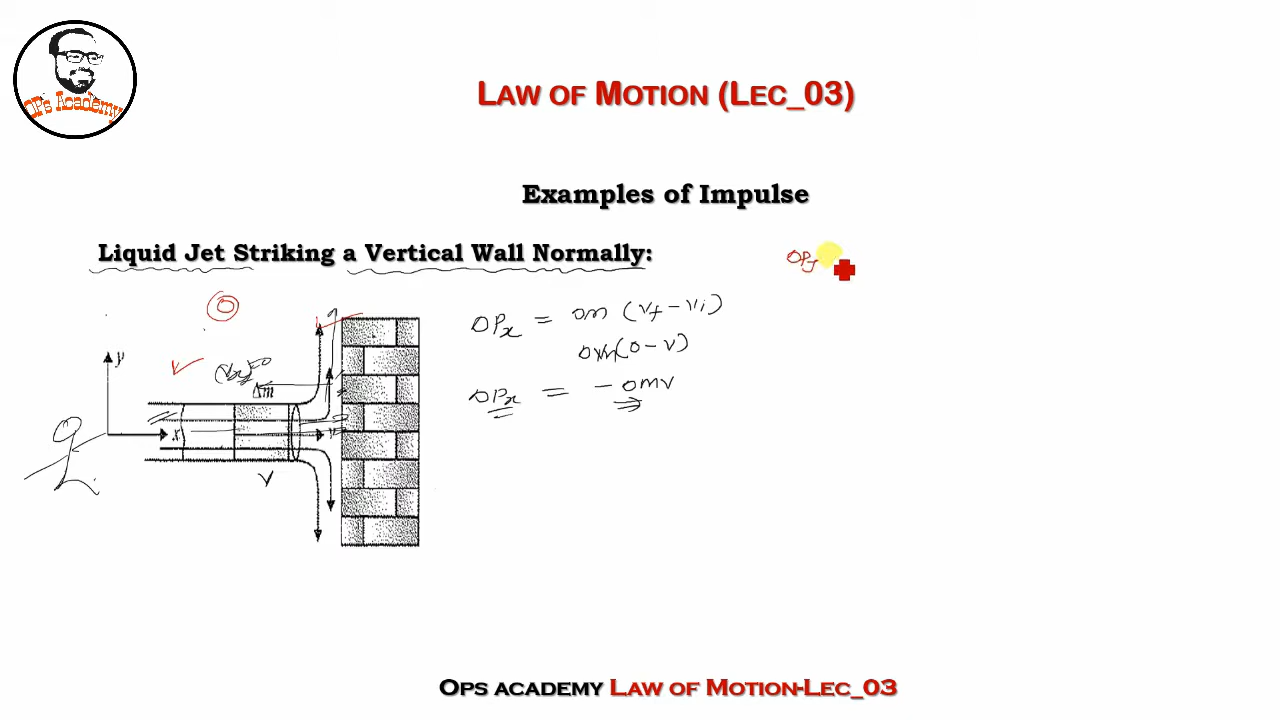 OPs Academy
LAW OF MOTION (LEC_03)
Examples of Impulse
Liquid Jet Striking a Vertical Wall Normally:
ΔPx = Δm (Vf - Vi)
Δm(0 - V)
ΔPx = - ΔmV
y
Δm
x
V
OPS ACADEMY LAW OF MOTION-LEC_03